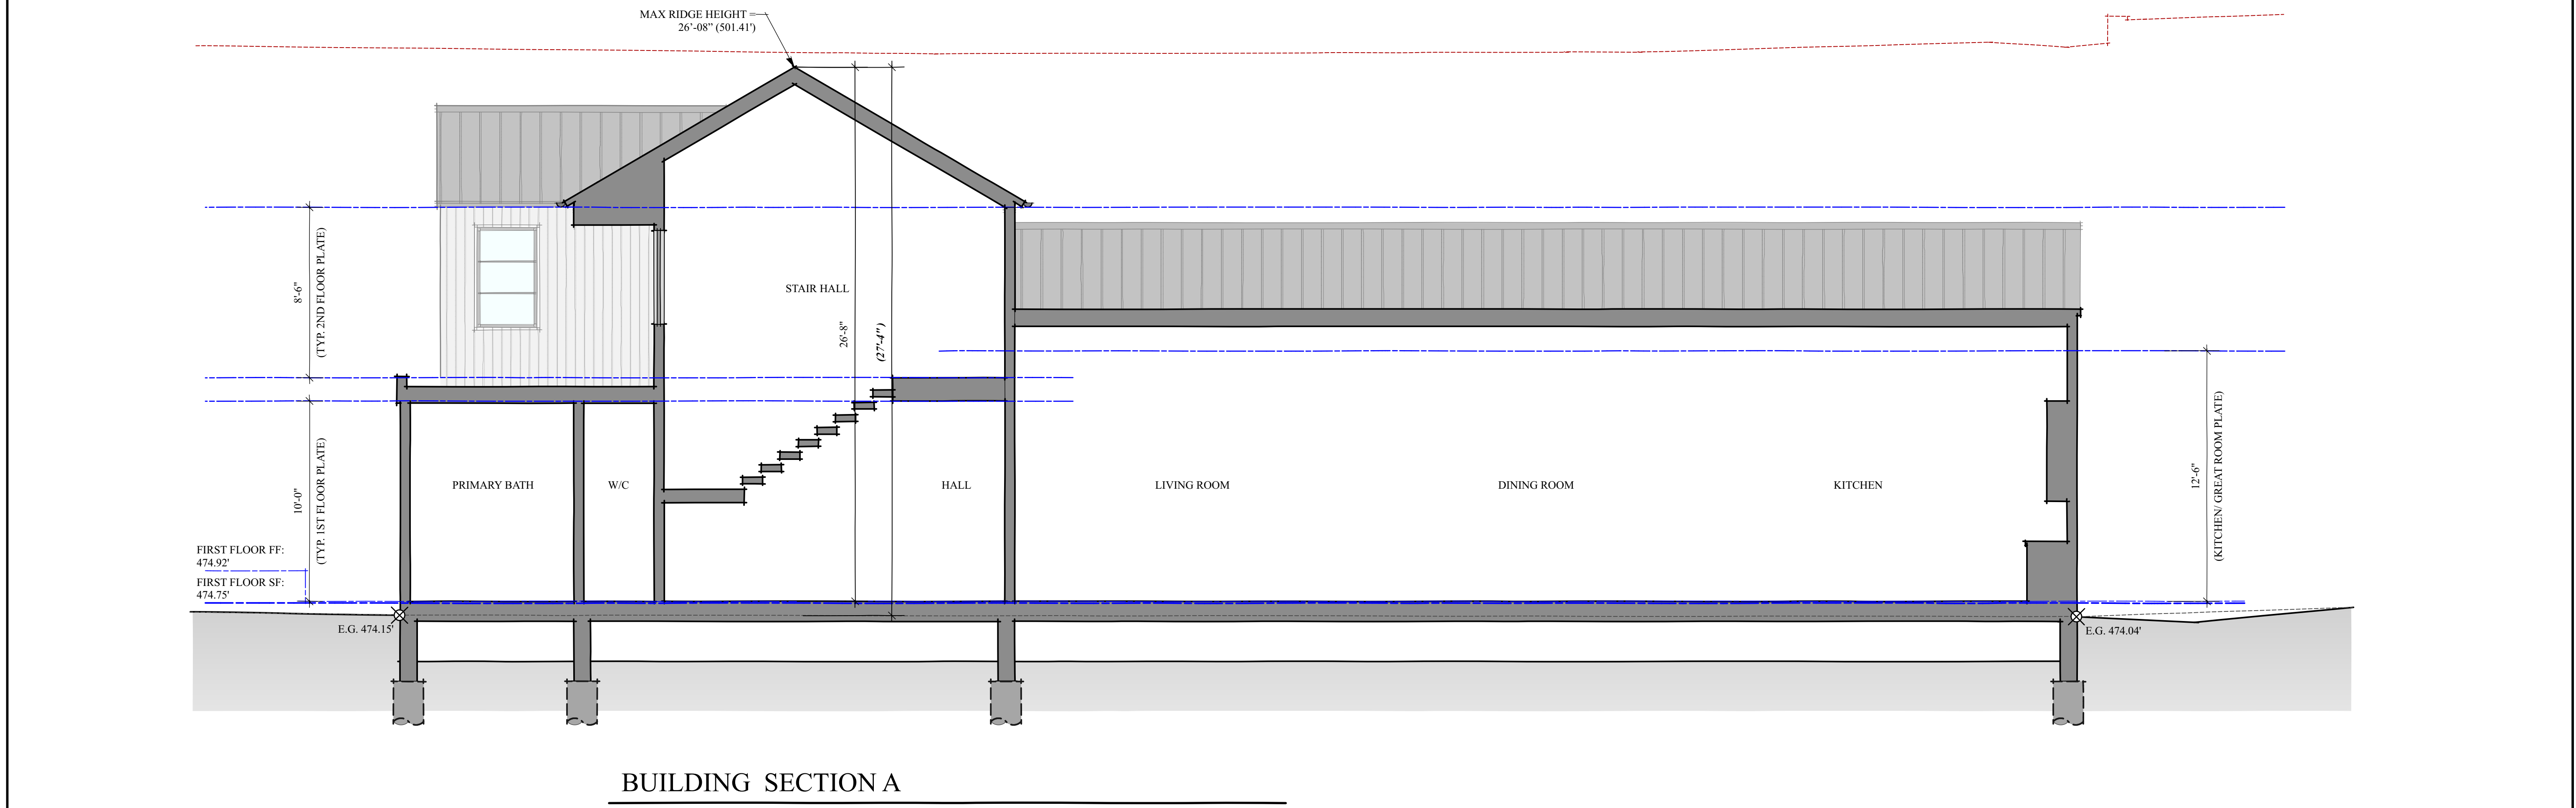 MAX RIDGE HEIGHT =
26'-08" (501.41')
8'-6"
(TYP. 2ND FLOOR PLATE)
STAIR HALL
26'-8"
(27'-4")
10'-0"
(TYP. 1ST FLOOR PLATE)
PRIMARY BATH
W/C
HALL
LIVING ROOM
DINING ROOM
KITCHEN
12'-6"
(KITCHEN/ GREAT ROOM PLATE)
FIRST FLOOR FF:
474.92'
FIRST FLOOR SF:
474.75'
E.G. 474.15'
E.G. 474.04'
BUILDING SECTION A